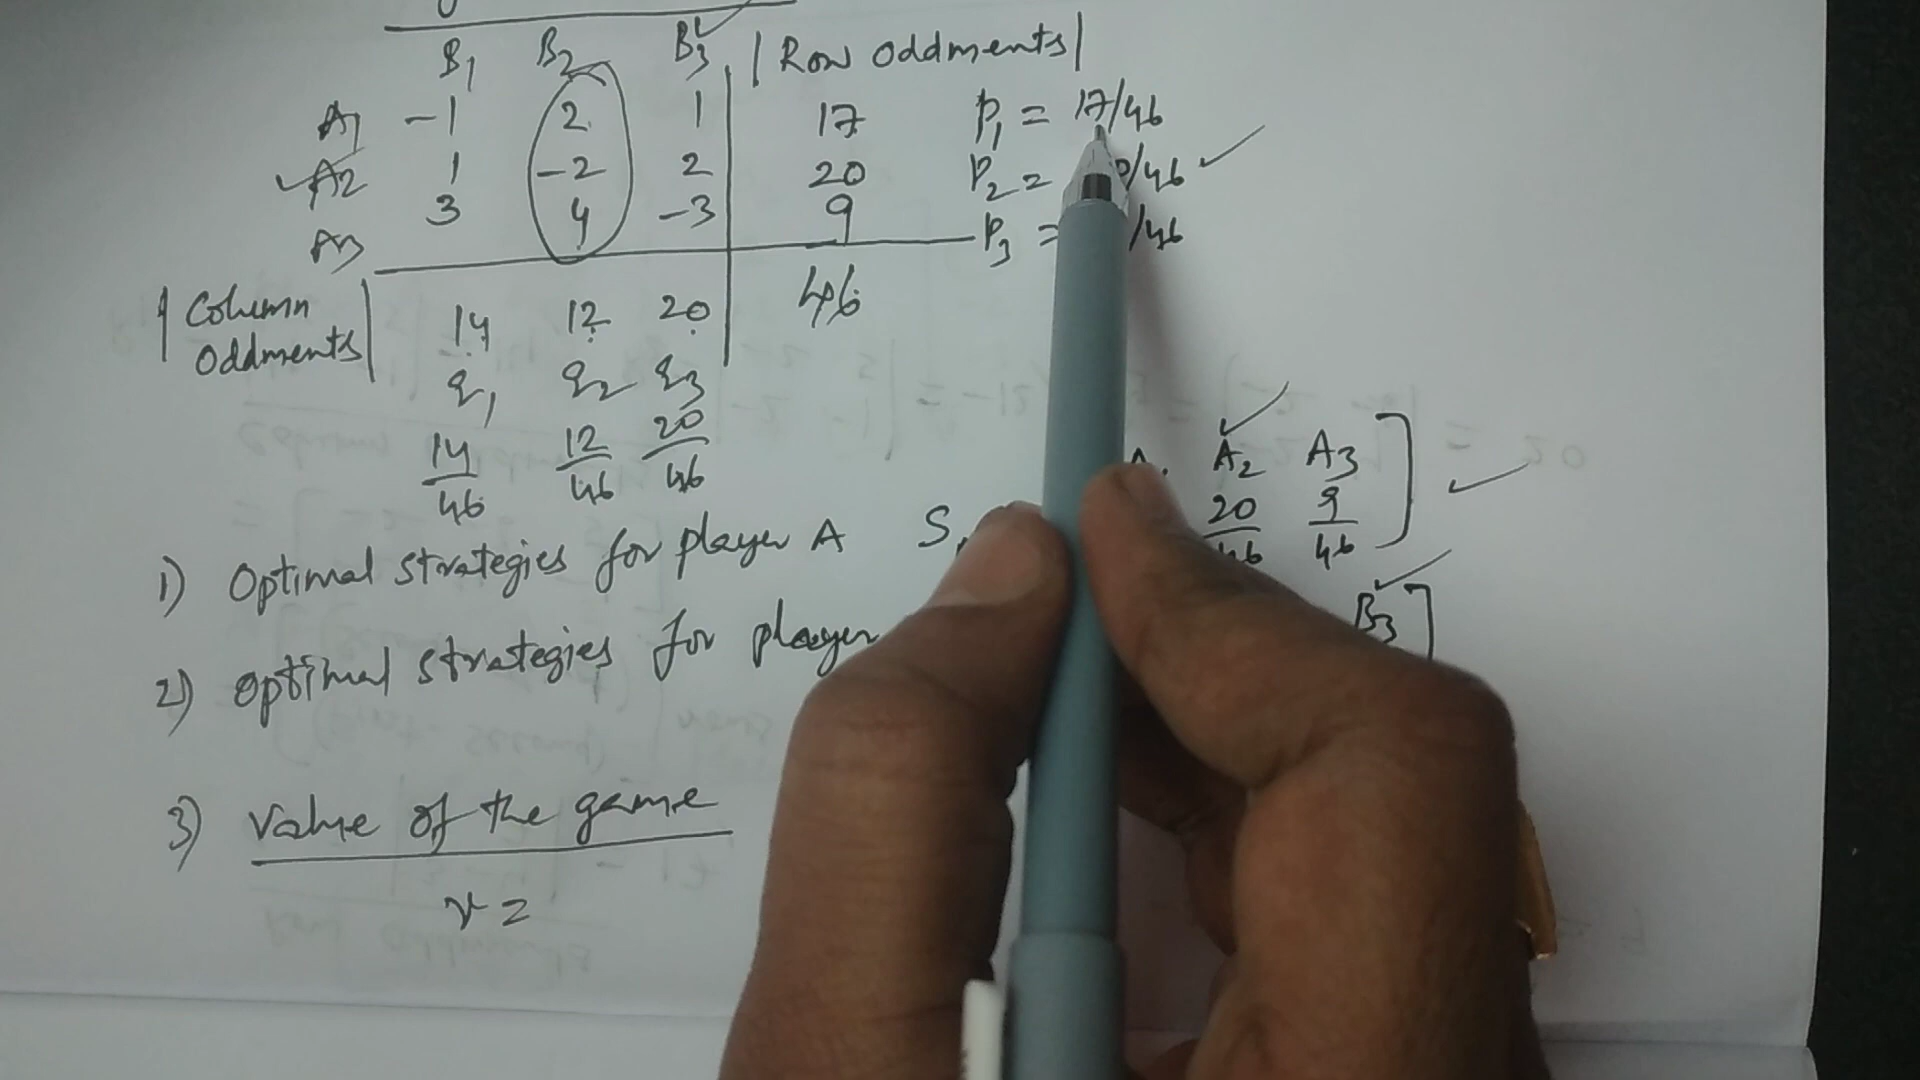 B1 B2 B3 | Row oddments |
A1 -1 2 1 17 P1 = 17/46
A2 1 -2 2 20 P2 = /46
A3 3 4 -3 9 P3 = /46
| Column oddments | 14 12 20 46
q1 q2 q3
14/46 12/46 20/46
A2 A3
20/46 9/46
1) Optimal strategies for player A S
B3
2) Optimal strategies for player
3) Value of the game
v =
= 20